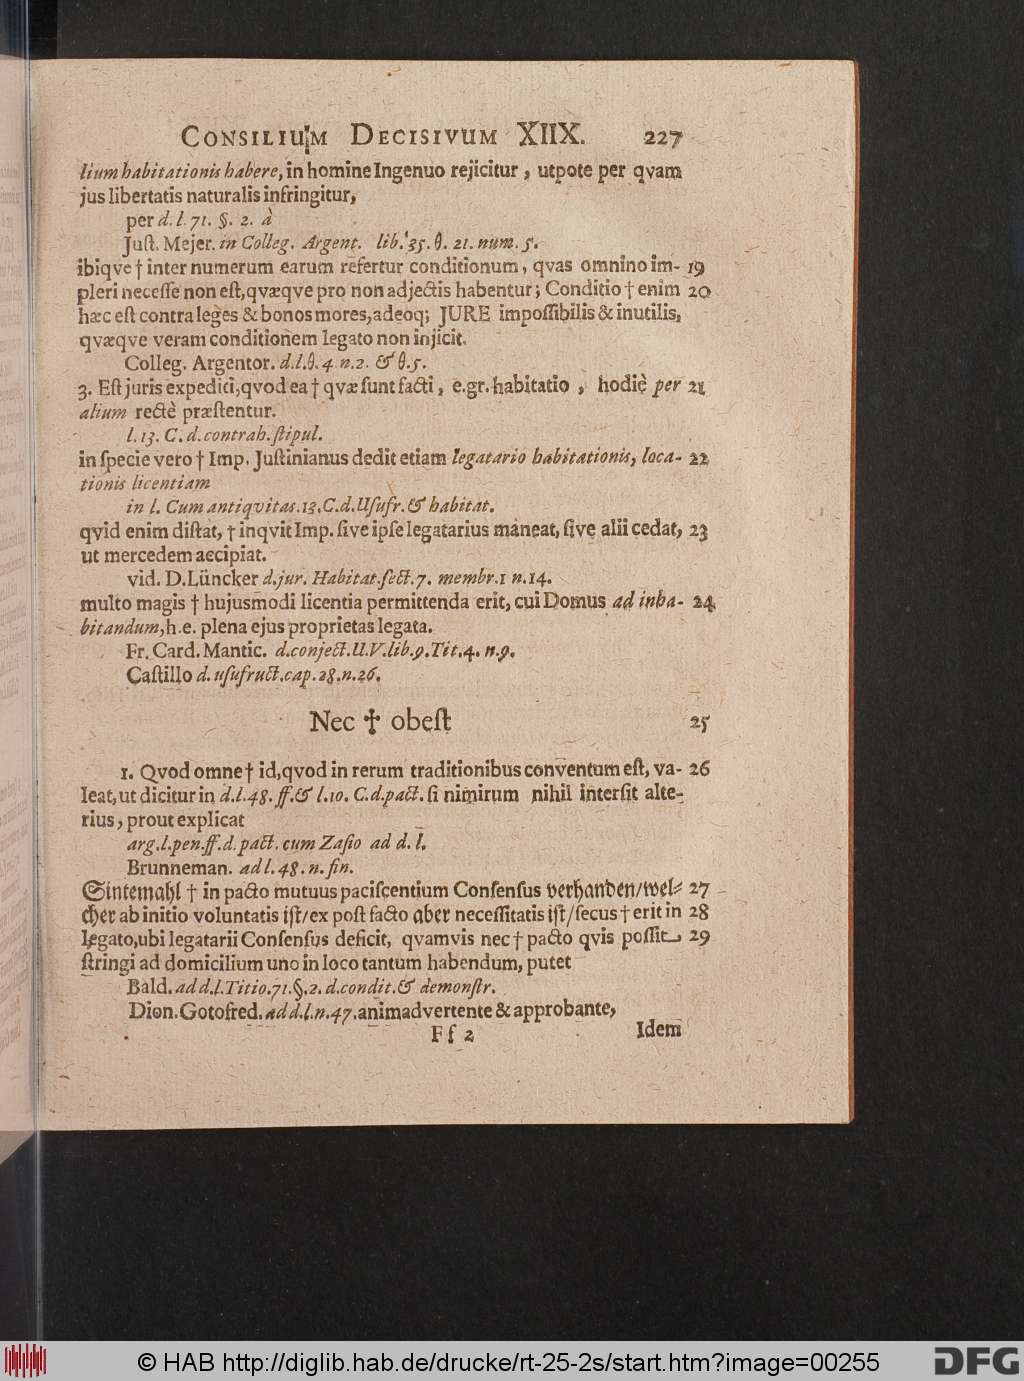 CONSILIUM DECISIVUM XIIX. 227
lium habitationis habere, in homine Ingenuo rejicitur, utpote per qvam
jus libertatis naturalis infringitur,
per d. l. 71. §. 2. à
Juſt. Mejer. in Colleg. Argent. lib. 35. θ. 21. num. 5.
ibiqve † inter numerum earum refertur conditionum, qvas omnino im- 19
pleri neceſſe non eſt, qvæqve pro non adjectis habentur; Conditio † enim 20
hæc eſt contra leges & bonos mores, adeoq; JURE impoſſibilis & inutilis,
qvæqve veram conditionem legato non injicit.
Colleg. Argentor. d. l. θ. 4. n. 2. & θ. 5.
3. Eſt juris expediti, qvod ea † qvæ ſunt facti, e. gr. habitatio, hodiè per 21
alium rectè præſtentur.
l. 13. C. d. contrah. ſtipul.
in ſpecie vero † Imp. Juſtinianus dedit etiam legatario habitationis, loca- 22
tionis licentiam
in l. Cum antiqvitas. 13. C. d. Uſufr. & habitat.
qvid enim diſtat, † inqvit Imp. ſive ipſe legatarius maneat, ſive alii cedat, 23
ut mercedem aecipiat.
vid. D. Lüncker d. jur. Habitat. ſect. 7. membr. 1 n. 14.
multo magis † hujusmodi licentia permittenda erit, cui Domus ad inha- 24
bitandum, h. e. plena ejus proprietas legata.
Fr. Card. Mantic. d. conject. U. V. lib. 9. Tit. 4. n. 9.
Caſtillo d. uſufruct. cap. 28. n. 26.
Nec † obeſt 25
1. Qvod omne † id, qvod in rerum traditionibus conventum eſt, va- 26
leat, ut dicitur in d. l. 48. ff. & l. 10. C. d. pact. ſi nimirum nihil interſit alte-
rius, prout explicat
arg. l. pen. ff. d. pact. cum Zaſio ad d. l.
Brunneman. ad l. 48. n. fin.
Sintemahl † in pacto mutuus paciſcentium Conſenſus verhanden/ wel⸗ 27
cher ab initio voluntatis iſt/ ex poſt facto aber neceſſitatis iſt/ ſecus † erit in 28
legato, ubi legatarii Conſenſus deficit, qvamvis nec † pacto qvis poſſit 29
ſtringi ad domicilium uno in loco tantum habendum, putet
Bald. ad d. l. Titio. 71. §. 2. d. condit. & demonſtr.
Dion. Gotofred. ad d. l. n. 47. animadvertente & approbante,
F f 2 Idem
© HAB http://diglib.hab.de/drucke/rt-25-2s/start.htm?image=00255 DFG